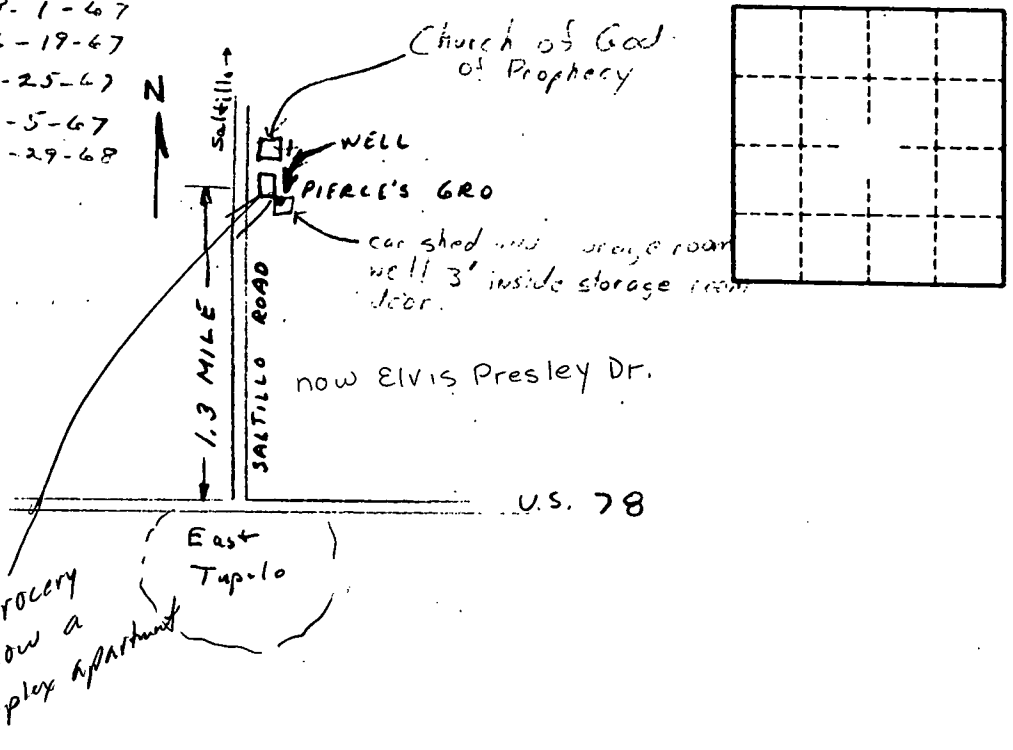 - 1 - 67
- 19 - 67
- 25 - 67
- 5 - 67
- 29 - 68
N
Saltillo
Church of God
of Prophecy
WELL
PIERCE'S GRO
car shed room
well 3' inside storage room
door.
1.3 MILE
SALTILLO ROAD
now Elvis Presley Dr.
U.S. 78
East
Tupelo
rocery
ow a
plex apartment